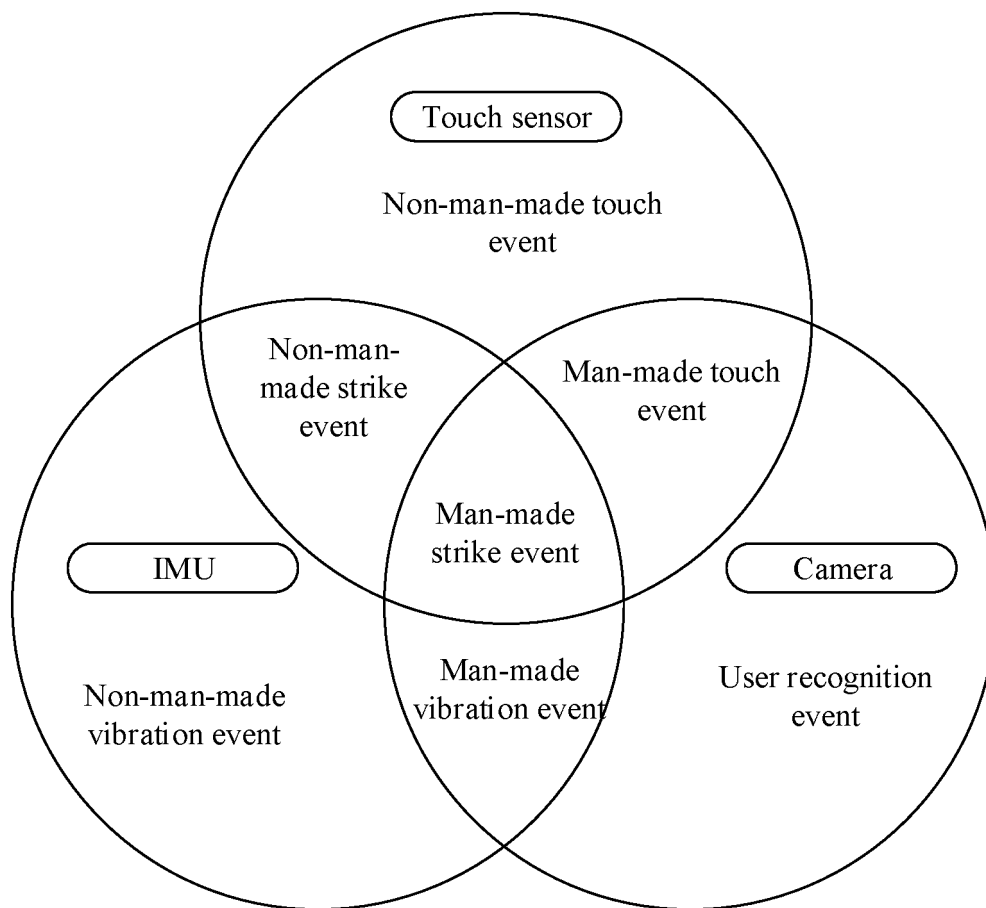 Touch sensor
Non-man-made touch
event
Non-man-
made strike
event
Man-made touch
event
Man-made
strike event
IMU
Camera
Non-man-made
vibration event
Man-made
vibration event
User recognition
event